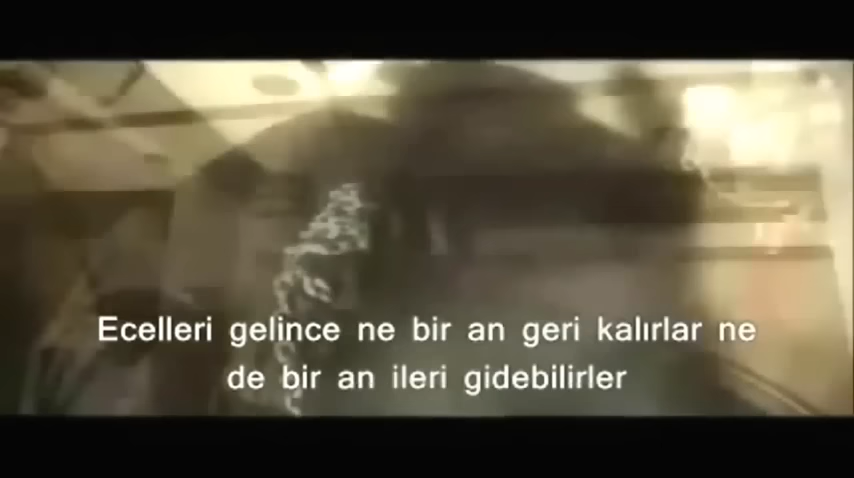 Ecelleri gelince ne bir an geri kalırlar ne
de bir an ileri gidebilirler